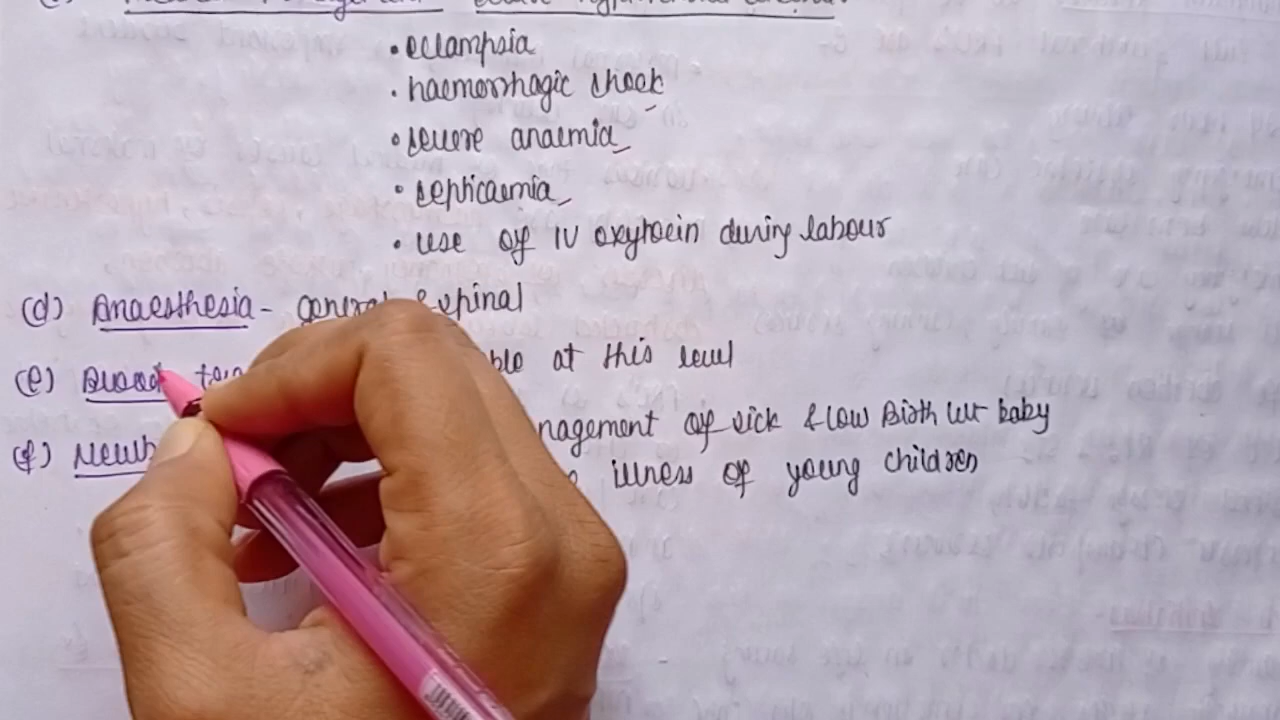 • eclampsia
• haemorrhagic shock
• severe anaemia
• septicaemia
• use of IV oxytocin during labour
(d) Anaesthesia - general & spinal
(e) Blood at this level
(f) nagement of sick & low Birth wt baby
illness of young children